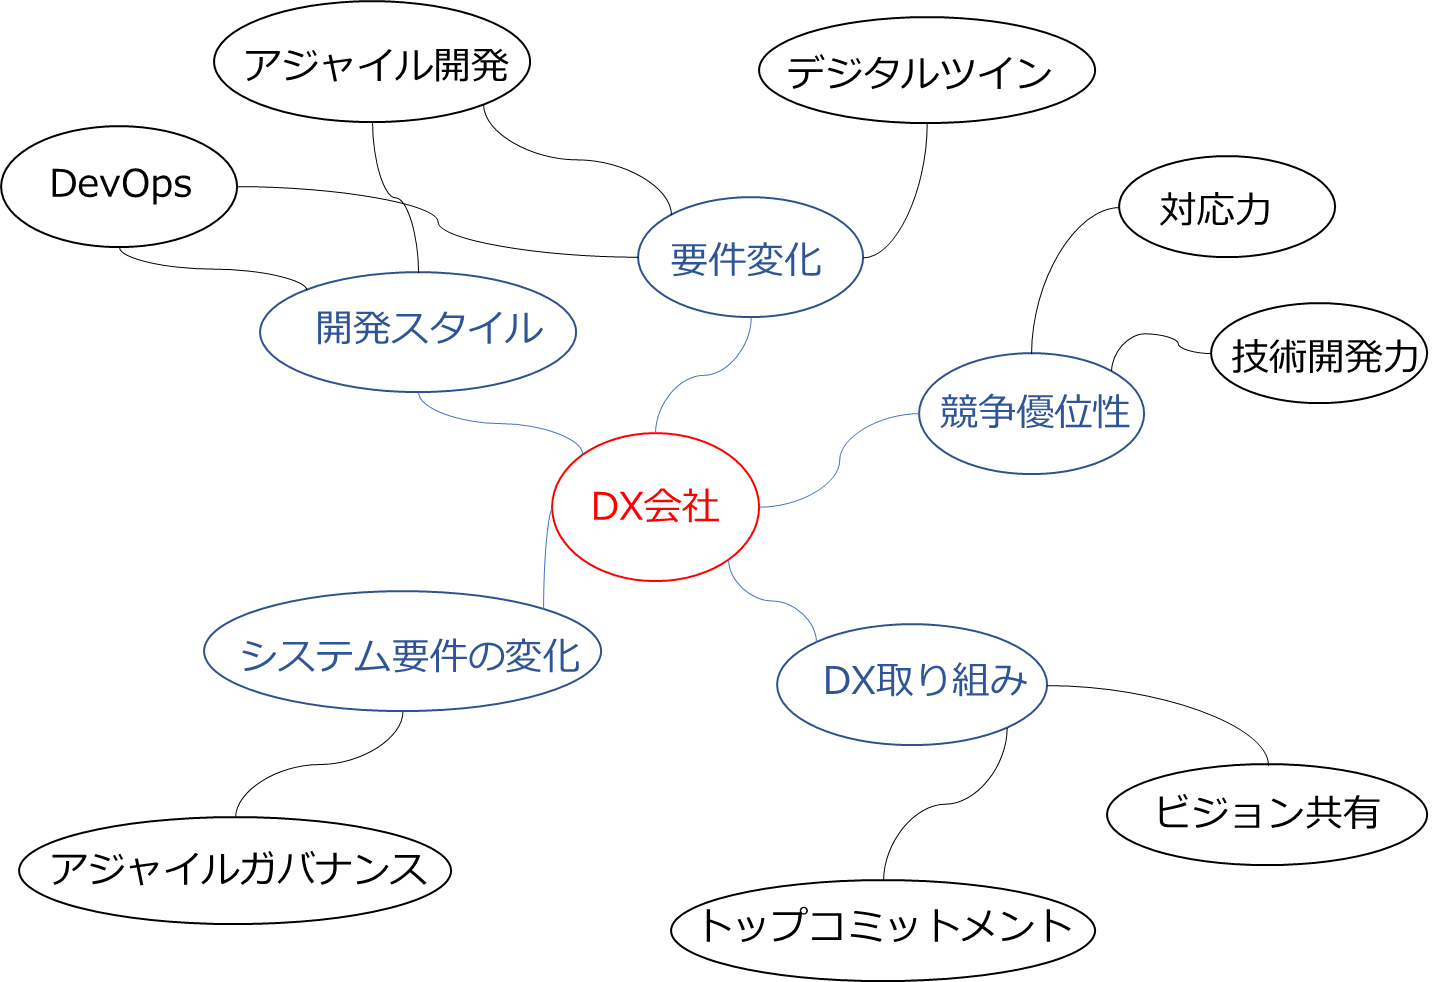 アジャイル開発
デジタルツイン
DevOps
対応力
要件変化
開発スタイル
技術開発力
競争優位性
DX会社
システム要件の変化
DX取り組み
ビジョン共有
アジャイルガバナンス
トップコミットメント